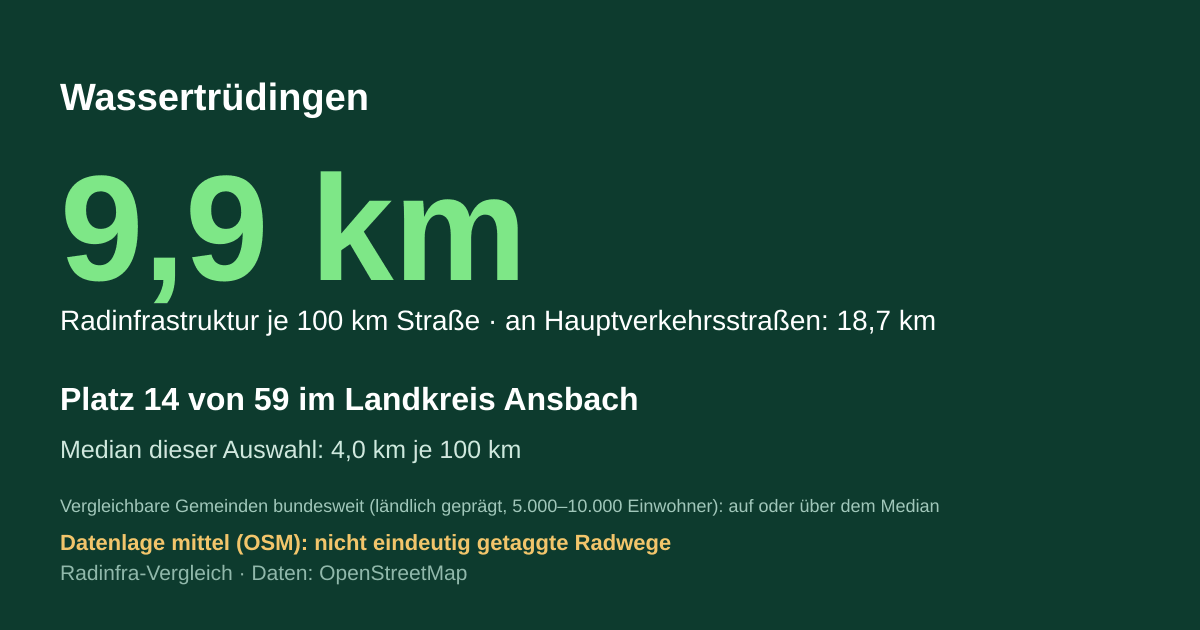 Wassertrüdingen
9,9 km
Radinfrastruktur je 100 km Straße · an Hauptverkehrsstraßen: 18,7 km
Platz 14 von 59 im Landkreis Ansbach
Median dieser Auswahl: 4,0 km je 100 km
Vergleichbare Gemeinden bundesweit (ländlich geprägt, 5.000–10.000 Einwohner): auf oder über dem Median
Datenlage mittel (OSM): nicht eindeutig getaggte Radwege
Radinfra-Vergleich · Daten: OpenStreetMap